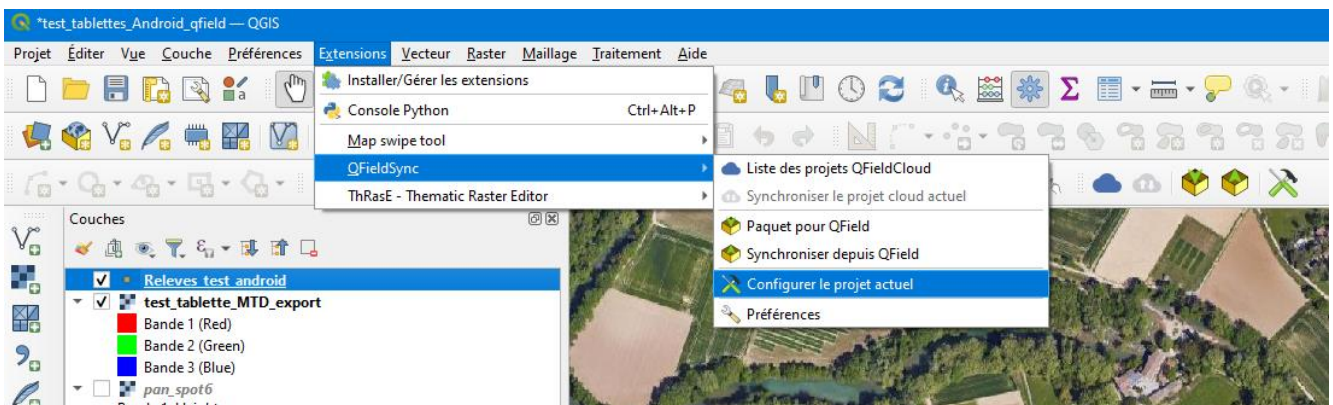 *test_tablettes_Android_qfield — QGIS
Projet Éditer Vue Couche Préférences Extensions Vecteur Raster Maillage Traitement Aide
Installer/Gérer les extensions
Console Python Ctrl+Alt+P
Map swipe tool
QFieldSync
ThRasE - Thematic Raster Editor
Liste des projets QFieldCloud
Synchroniser le projet cloud actuel
Paquet pour QField
Synchroniser depuis QField
Configurer le projet actuel
Préférences
Couches
Releves test android
test_tablette_MTD_export
Bande 1 (Red)
Bande 2 (Green)
Bande 3 (Blue)
pan_spot6